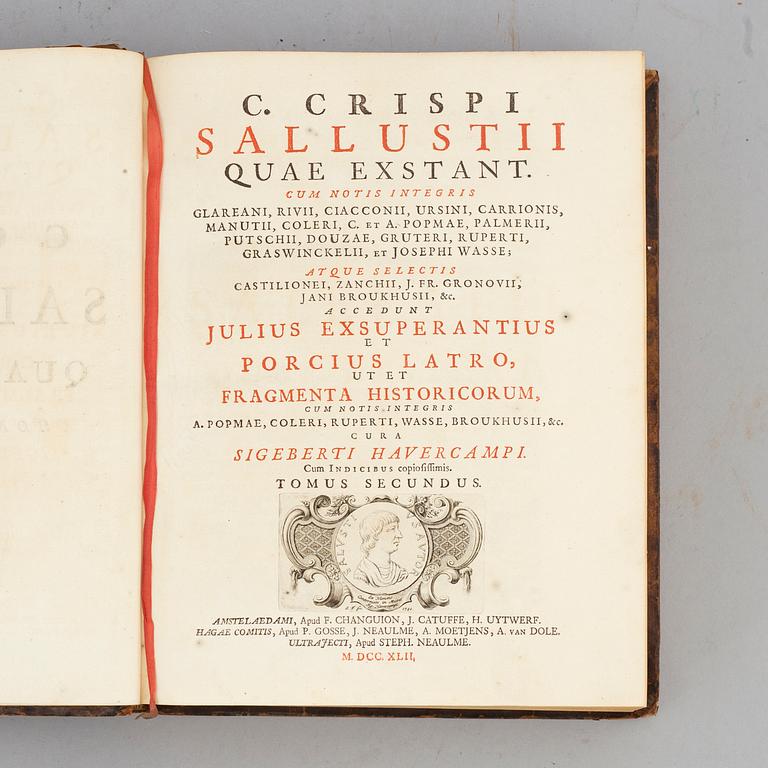 C. CRISPI
SALLUSTII
QUAE EXSTANT.
CUM NOTIS INTEGRIS
GLAREANI, RIVII, CIACCONII, URSINI, CARRIONIS,
MANUTII, COLERI, C. ET A. POPMAE, PALMERII,
PUTSCHII, DOUZAE, GRUTERI, RUPERTI,
GRASWINCKELII, ET JOSEPHI WASSE;
ATQUE SELECTIS
CASTILIONEI, ZANCHII, J. FR. GRONOVII,
JANI BROUKHUSII, &c.
ACCEDUNT
JULIUS EXSUPERANTIUS
ET
PORCIUS LATRO,
UT ET
FRAGMENTA HISTORICORUM,
CUM NOTIS INTEGRIS
A. POPMAE, COLERI, RUPERTI, WASSE, BROUKHUSII, &c.
CURA
SIGEBERTI HAVERCAMPI.
Cum INDICIBUS copiosissimis.
TOMUS SECUNDUS.
SALVSTIVS AVTOR
AMSTELAEDAMI, Apud F. CHANGUION, J. CATUFFE, H. UYTWERF.
HAGAE COMITIS, Apud P. GOSSE, J. NEAULME, A. MOETJENS, A. VAN DOLE.
ULTRAJECTI, Apud STEPH. NEAULME.
M. DCC. XLII,